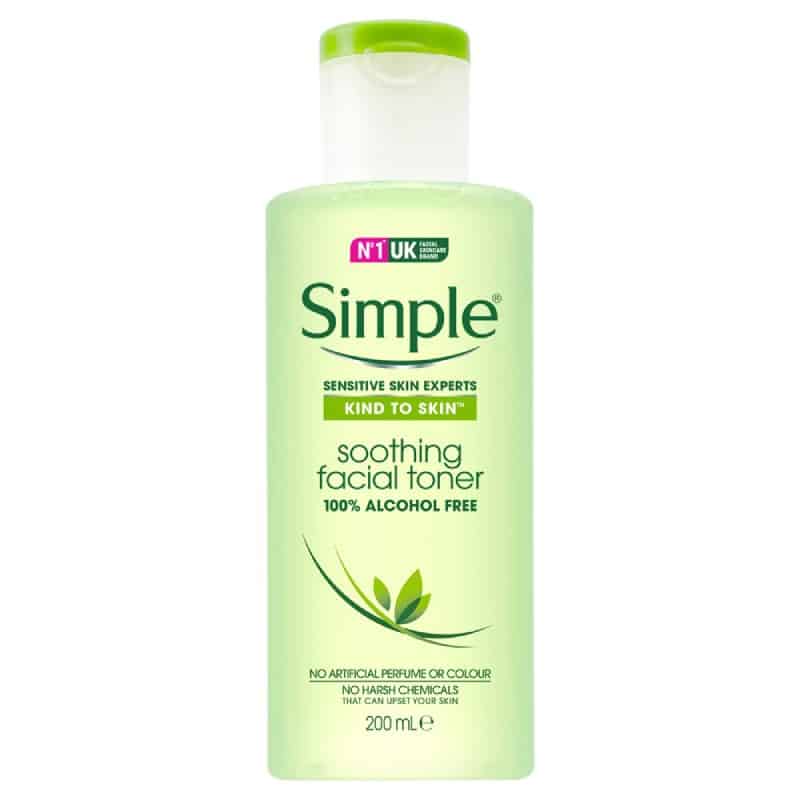 N°1 UK FACIAL SKINCARE BRAND
Simple®
SENSITIVE SKIN EXPERTS
KIND TO SKIN™
soothing
facial toner
100% ALCOHOL FREE
NO ARTIFICIAL PERFUME OR COLOUR
NO HARSH CHEMICALS
THAT CAN UPSET YOUR SKIN
200 mL ℮